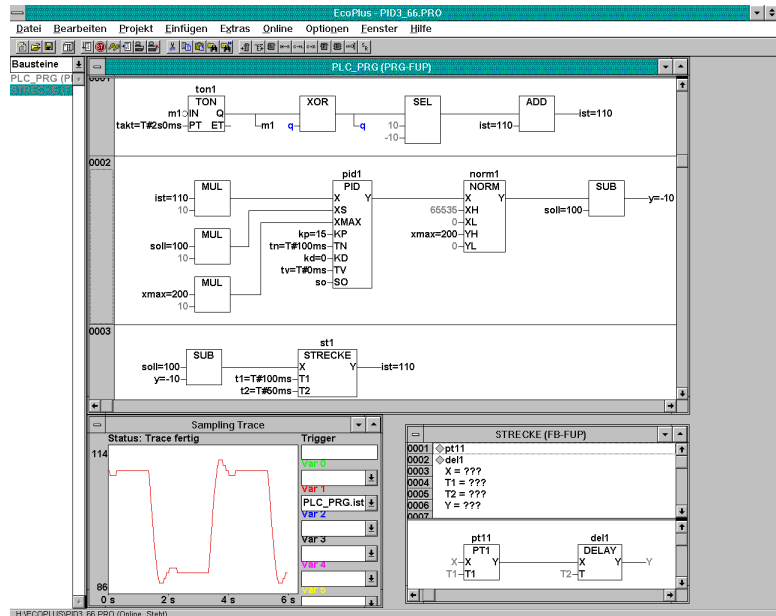 EcoPlus - PID3_66.PRO
Datei Bearbeiten Projekt Einfügen Extras Online Optionen Fenster Hilfe
Bausteine
PLC_PRG (PI
STRECKE (F
PLC_PRG (PRG-FUP)
0001
ton1
TON XOR SEL ADD
m1 IN Q m1 q q ist=110
takt=T#2s0ms PT ET 10 ist=110
-10
0002
pid1 norm1
MUL PID NORM SUB
ist=110 X Y X Y y=-10
10 XS 65535 XH soll=100
MUL XMAX 0 XL
kp=15 KP xmax=200 YH
soll=100 tn=T#100ms TN 0 YL
10 kd=0 KD
tv=T#0ms TV
MUL so SO
xmax=200
10
0003
st1
SUB STRECKE
soll=100 X Y ist=110
y=-10 t1=T#100ms T1
t2=T#50ms T2
Sampling Trace
Status: Trace fertig
Trigger
114
86
0 s 2 s 4 s 6 s
Var 0
Var 1
PLC_PRG.ist
Var 2
Var 3
Var 4
Var 5
STRECKE (FB-FUP)
0001 pt11
0002 del1
0003 X = ???
0004 T1 = ???
0005 T2 = ???
0006 Y = ???
0007
pt11 del1
PT1 DELAY
X X Y X Y Y
T1 T1 T2 T
H:\ECOPLUS\PID3_66.PRO (Online, Steht)